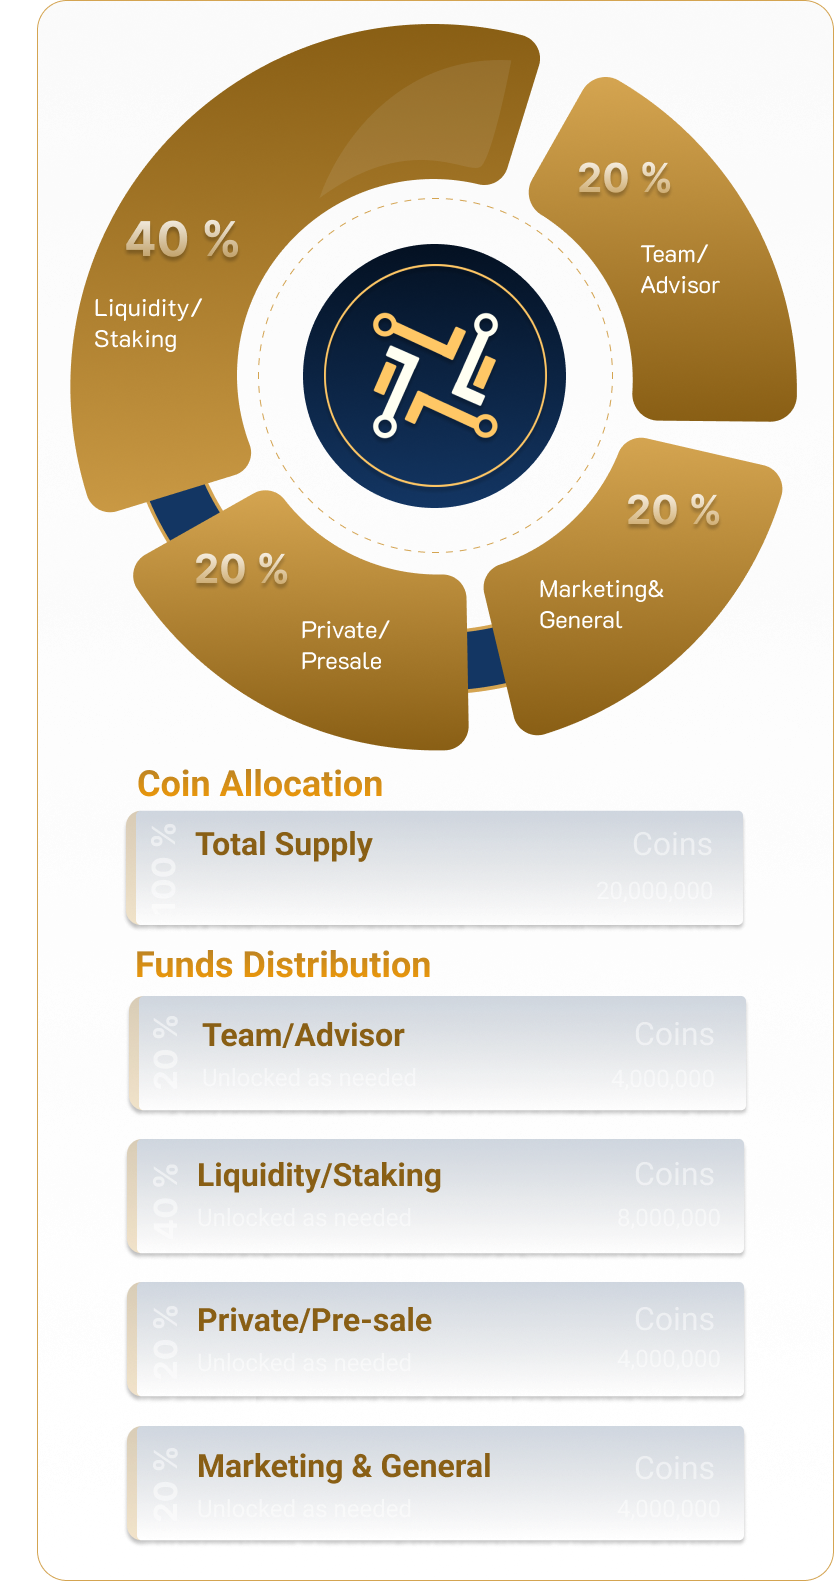 40 %
Liquidity/
Staking
20 %
Team/
Advisor
20 %
Marketing&
General
20 %
Private/
Presale
Coin Allocation
100 %
Total Supply
Coins
20,000,000
Funds Distribution
20 %
Team/Advisor
Coins
Unlocked as needed
4,000,000
40 %
Liquidity/Staking
Coins
Unlocked as needed
8,000,000
20 %
Private/Pre-sale
Coins
Unlocked as needed
4,000,000
20 %
Marketing & General
Coins
Unlocked as needed
4,000,000